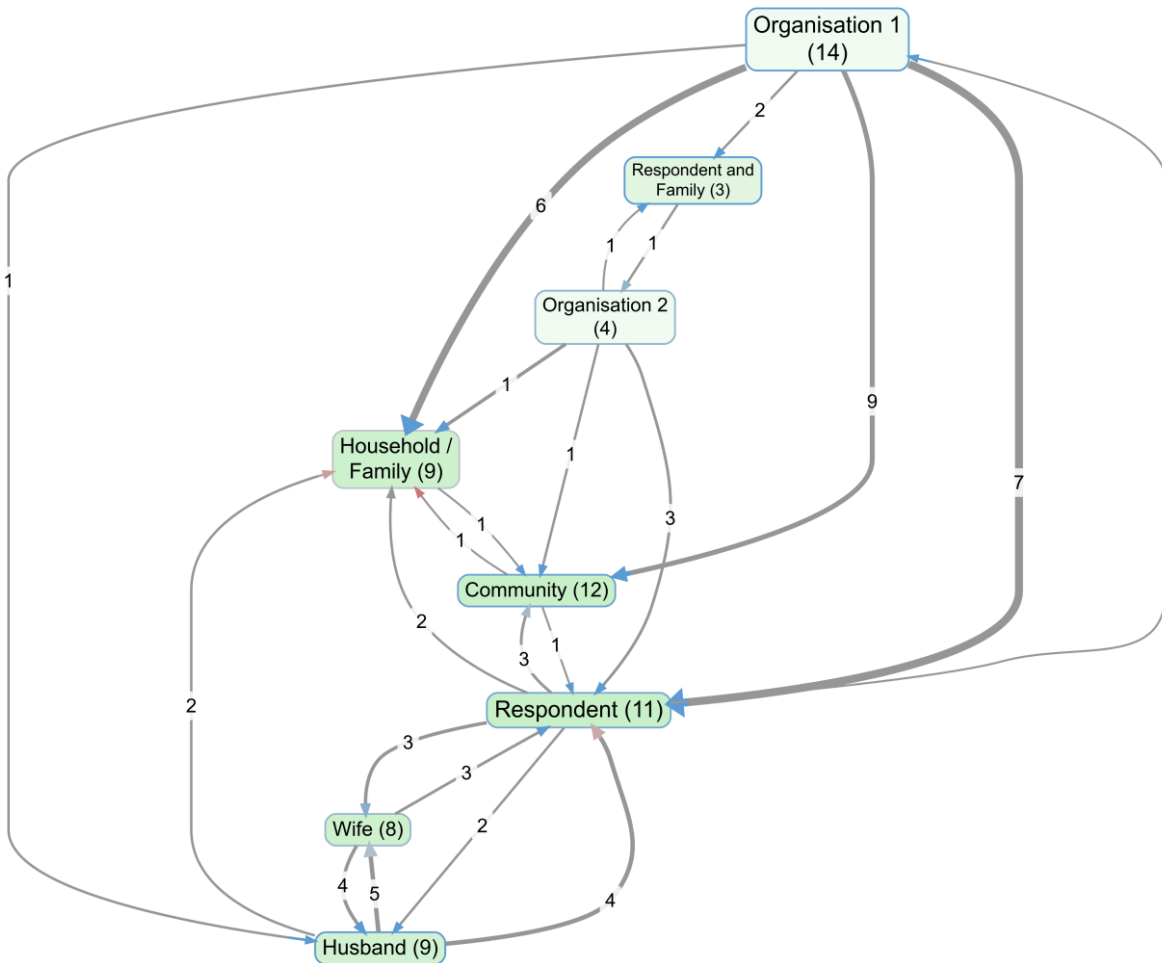 Organisation 1
(14)
2
Respondent and
Family (3)
6
1
1
1
Organisation 2
(4)
1
9
1
Household /
Family (9)
7
1
3
1
Community (12)
2
3
1
2
Respondent (11)
3
3
2
Wife (8)
4
5
4
Husband (9)